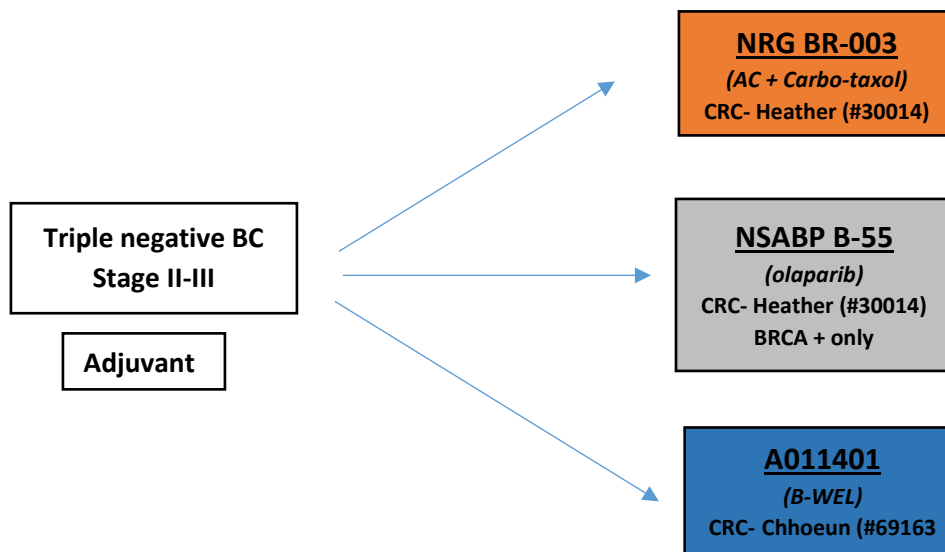 Triple negative BC
Stage II-III
Adjuvant
NRG BR-003
(AC + Carbo-taxol)
CRC- Heather (#30014)
NSABP B-55
(olaparib)
CRC- Heather (#30014)
BRCA + only
A011401
(B-WEL)
CRC- Chhoeun (#69163